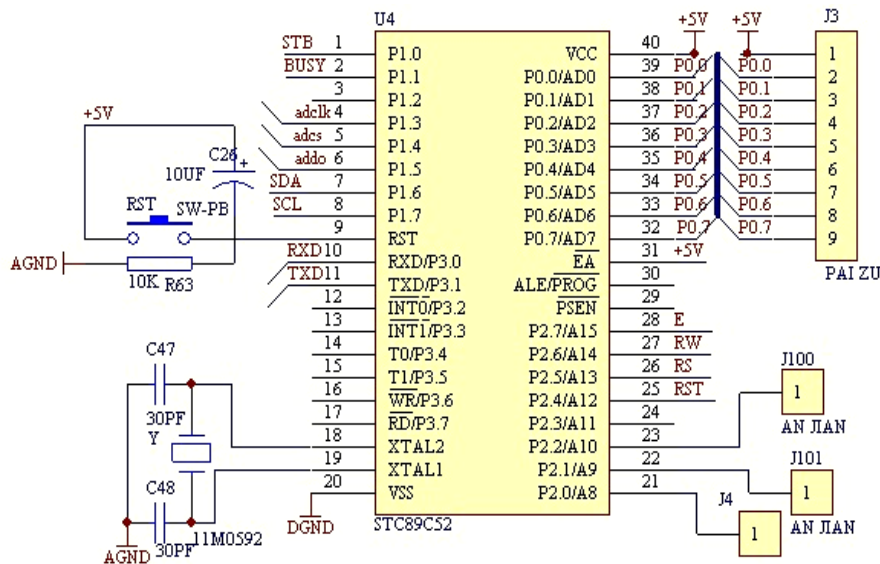 U4
+5V +5V J3
STB 1 P1.0 VCC 40 1
BUSY 2 P1.1 P0.0/AD0 39 P0.0 P0.0 2
3 P1.2 P0.1/AD1 38 P0.1 P0.1 3
adclk 4 P1.3 P0.2/AD2 37 P0.2 P0.2 4
adcs 5 P1.4 P0.3/AD3 36 P0.3 P0.3 5
addo 6 P1.5 P0.4/AD4 35 P0.4 P0.4 6
SDA 7 P1.6 P0.5/AD5 34 P0.5 P0.5 7
SCL 8 P1.7 P0.6/AD6 33 P0.6 P0.6 8
9 RST P0.7/AD7 32 P0.7 P0.7 9
RXD 10 RXD/P3.0 EA 31 +5V
PAI ZU
TXD 11 TXD/P3.1 ALE/PROG 30
12 INT0/P3.2 PSEN 29
13 INT1/P3.3 P2.7/A15 28 E
14 T0/P3.4 P2.6/A14 27 RW
15 T1/P3.5 P2.5/A13 26 RS
16 WR/P3.6 P2.4/A12 25 RST
17 RD/P3.7 P2.3/A11 24
18 XTAL2 P2.2/A10 23
19 XTAL1 P2.1/A9 22
20 VSS P2.0/A8 21
STC89C52
DGND
+5V
C26
+
10UF
RST SW-PB
AGND
10K R63
C47
30PF
Y
C48
30PF
11M0592
AGND
J100
1
AN JIAN
J101
1
AN JIAN
J4
1